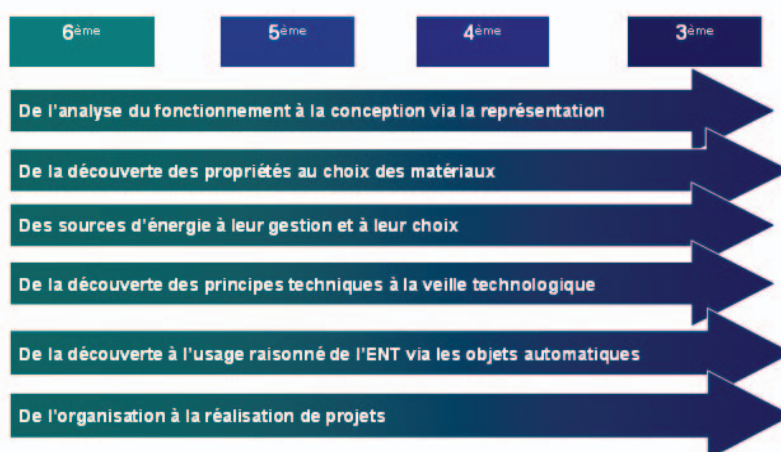 6ème 5ème 4ème 3ème
De l'analyse du fonctionnement à la conception via la représentation
De la découverte des propriétés au choix des matériaux
Des sources d'énergie à leur gestion et à leur choix
De la découverte des principes techniques à la veille technologique
De la découverte à l'usage raisonné de l'ENT via les objets automatiques
De l'organisation à la réalisation de projets